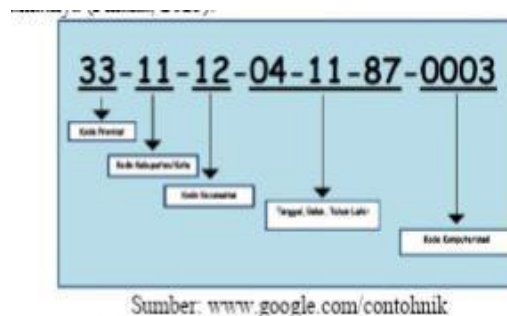 33-11-12-04-11-87-0003
Kode Provinsi
Kode Kabupaten/Kota
Kode Kecamatan
Tanggal, Bulan, Tahun Lahir
Kode Komputerisasi
Sumber: www.google.com/contohnik